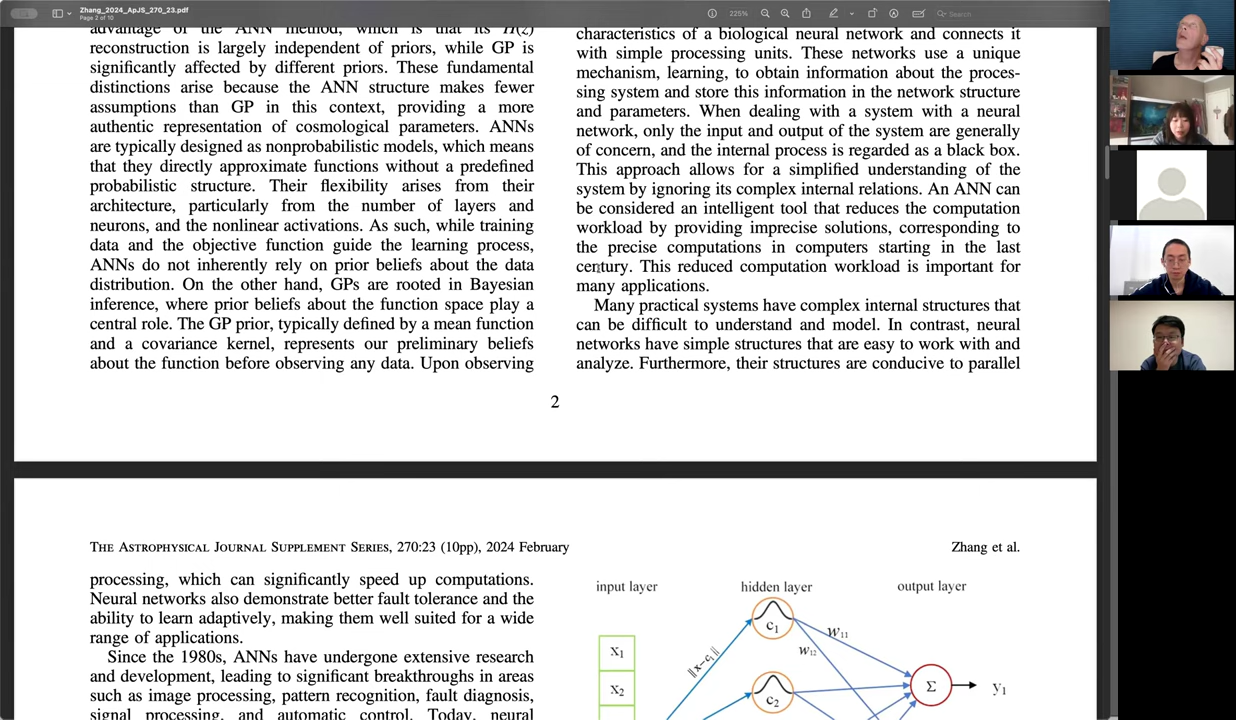 Zhang_2024_ApJS_270_23.pdf
Page 2 of 10
225%
Search
advantage of the ANN method, which is that its H(z)
reconstruction is largely independent of priors, while GP is
significantly affected by different priors. These fundamental
distinctions arise because the ANN structure makes fewer
assumptions than GP in this context, providing a more
authentic representation of cosmological parameters. ANNs
are typically designed as nonprobabilistic models, which means
that they directly approximate functions without a predefined
probabilistic structure. Their flexibility arises from their
architecture, particularly from the number of layers and
neurons, and the nonlinear activations. As such, while training
data and the objective function guide the learning process,
ANNs do not inherently rely on prior beliefs about the data
distribution. On the other hand, GPs are rooted in Bayesian
inference, where prior beliefs about the function space play a
central role. The GP prior, typically defined by a mean function
and a covariance kernel, represents our preliminary beliefs
about the function before observing any data. Upon observing
characteristics of a biological neural network and connects it
with simple processing units. These networks use a unique
mechanism, learning, to obtain information about the proces-
sing system and store this information in the network structure
and parameters. When dealing with a system with a neural
network, only the input and output of the system are generally
of concern, and the internal process is regarded as a black box.
This approach allows for a simplified understanding of the
system by ignoring its complex internal relations. An ANN can
be considered an intelligent tool that reduces the computation
workload by providing imprecise solutions, corresponding to
the precise computations in computers starting in the last
century. This reduced computation workload is important for
many applications.
Many practical systems have complex internal structures that
can be difficult to understand and model. In contrast, neural
networks have simple structures that are easy to work with and
analyze. Furthermore, their structures are conducive to parallel
2
THE ASTROPHYSICAL JOURNAL SUPPLEMENT SERIES, 270:23 (10pp), 2024 February
Zhang et al.
processing, which can significantly speed up computations.
Neural networks also demonstrate better fault tolerance and the
ability to learn adaptively, making them well suited for a wide
range of applications.
Since the 1980s, ANNs have undergone extensive research
and development, leading to significant breakthroughs in areas
such as image processing, pattern recognition, fault diagnosis,
signal processing, and automatic control. Today, neural
input layer
hidden layer
output layer
c₁
w₁₁
x₁
w₁₂
‖x−c₁‖
x₂
c₂
Σ
y₁